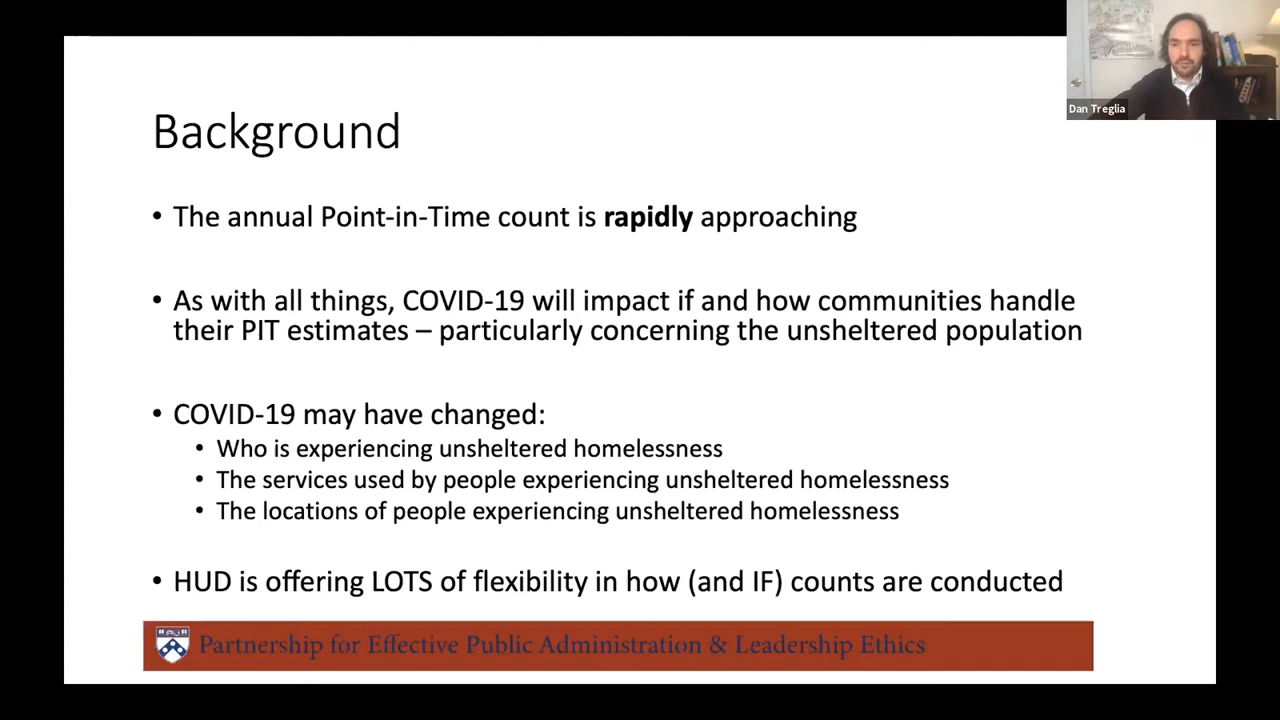 Background
• The annual Point-in-Time count is rapidly approaching
• As with all things, COVID-19 will impact if and how communities handle
their PIT estimates – particularly concerning the unsheltered population
• COVID-19 may have changed:
• Who is experiencing unsheltered homelessness
• The services used by people experiencing unsheltered homelessness
• The locations of people experiencing unsheltered homelessness
• HUD is offering LOTS of flexibility in how (and IF) counts are conducted
Partnership for Effective Public Administration & Leadership Ethics
Dan Treglia